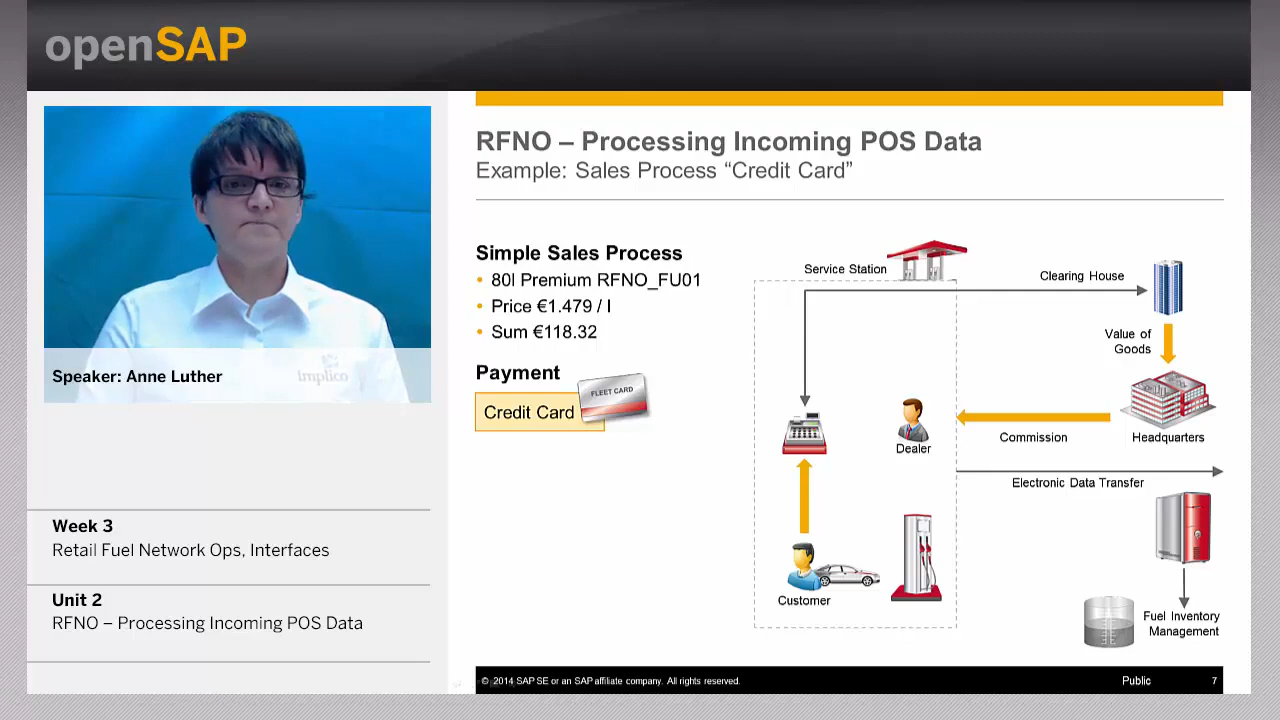 openSAP
RFNO – Processing Incoming POS Data
Example: Sales Process “Credit Card”
Simple Sales Process
• 80l Premium RFNO_FU01
• Price €1.479 / l
• Sum €118.32
Payment
Credit Card
FLEET CARD
Service Station
Clearing House
Value of
Goods
Commission
Headquarters
Dealer
Electronic Data Transfer
Customer
Fuel Inventory
Management
implico
Speaker: Anne Luther
Week 3
Retail Fuel Network Ops, Interfaces
Unit 2
RFNO – Processing Incoming POS Data
© 2014 SAP SE or an SAP affiliate company. All rights reserved.
Public
7